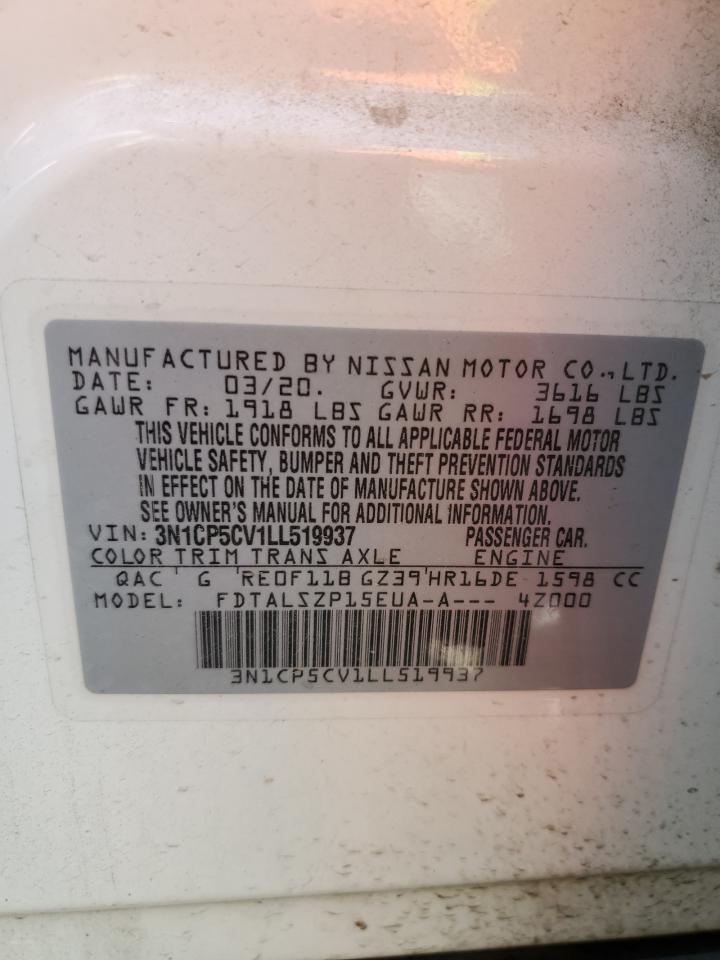 MANUFACTURED BY NISSAN MOTOR CO., LTD.
DATE: 03/20. GVWR: 3616 LBS
GAWR FR: 1918 LBS GAWR RR: 1698 LBS
THIS VEHICLE CONFORMS TO ALL APPLICABLE FEDERAL MOTOR
VEHICLE SAFETY, BUMPER AND THEFT PREVENTION STANDARDS
IN EFFECT ON THE DATE OF MANUFACTURE SHOWN ABOVE.
SEE OWNER'S MANUAL FOR ADDITIONAL INFORMATION.
VIN: 3N1CP5CV1LL519937 PASSENGER CAR.
COLOR TRIM TRANS AXLE ENGINE
QAC G RE0F11B GZ39 HR16DE 1598 CC
MODEL: FDTALSZP15EUA-A--- 4Z000
3N1CP5CV1LL519937